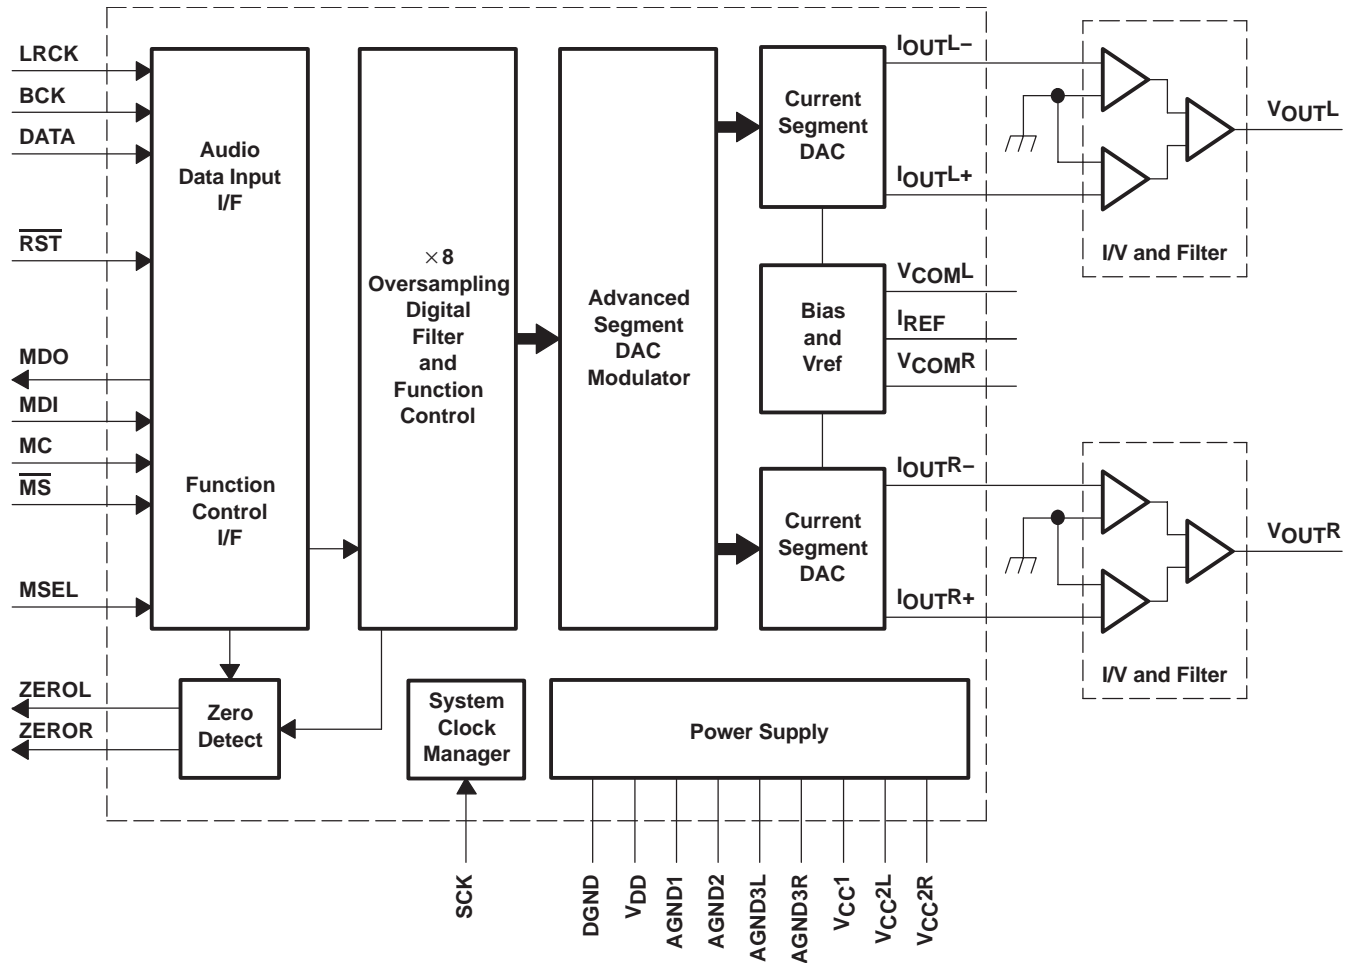 LRCK
BCK
DATA
RST
MDO
MDI
MC
MS
MSEL
ZEROL
ZEROR
Audio
Data Input
I/F
Function
Control
I/F
×8
Oversampling
Digital
Filter
and
Function
Control
Advanced
Segment
DAC
Modulator
Current
Segment
DAC
Bias
and
Vref
Current
Segment
DAC
IOUTL–
IOUTL+
VCOML
IREF
VCOMR
IOUTR–
IOUTR+
I/V and Filter
VOUTL
I/V and Filter
VOUTR
Zero
Detect
System
Clock
Manager
Power Supply
SCK
DGND
VDD
AGND1
AGND2
AGND3L
AGND3R
VCC1
VCC2L
VCC2R